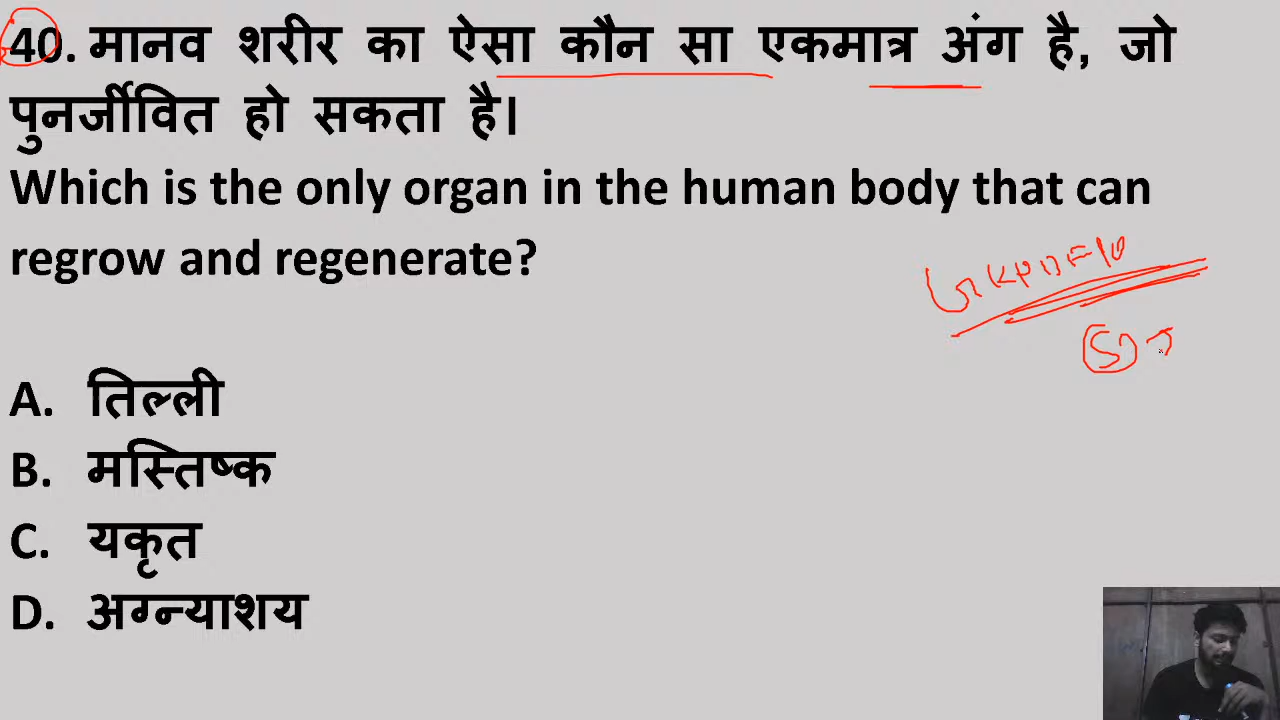 40. मानव शरीर का ऐसा कौन सा एकमात्र अंग है, जो
पुनर्जीवित हो सकता है।
Which is the only organ in the human body that can
regrow and regenerate?
A. तिल्ली
B. मस्तिष्क
C. यकृत
D. अग्न्याशय